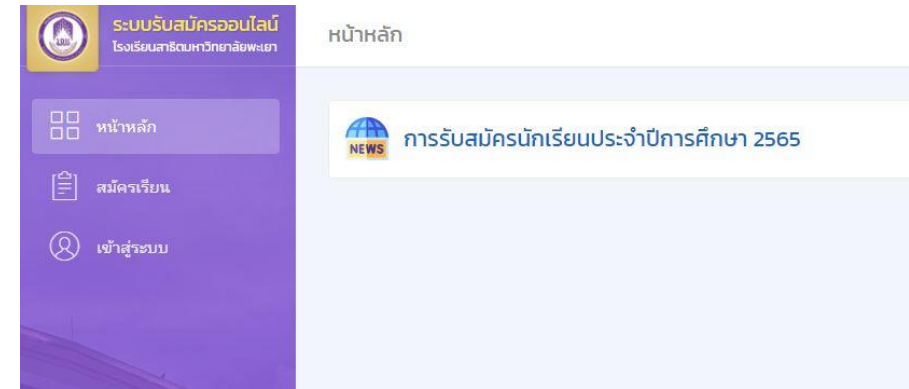 ระบบรับสมัครออนไลน์
โรงเรียนสาธิตมหาวิทยาลัยพะเยา
หน้าหลัก
สมัครเรียน
เข้าสู่ระบบ
หน้าหลัก
NEWS
การรับสมัครนักเรียนประจำปีการศึกษา 2565